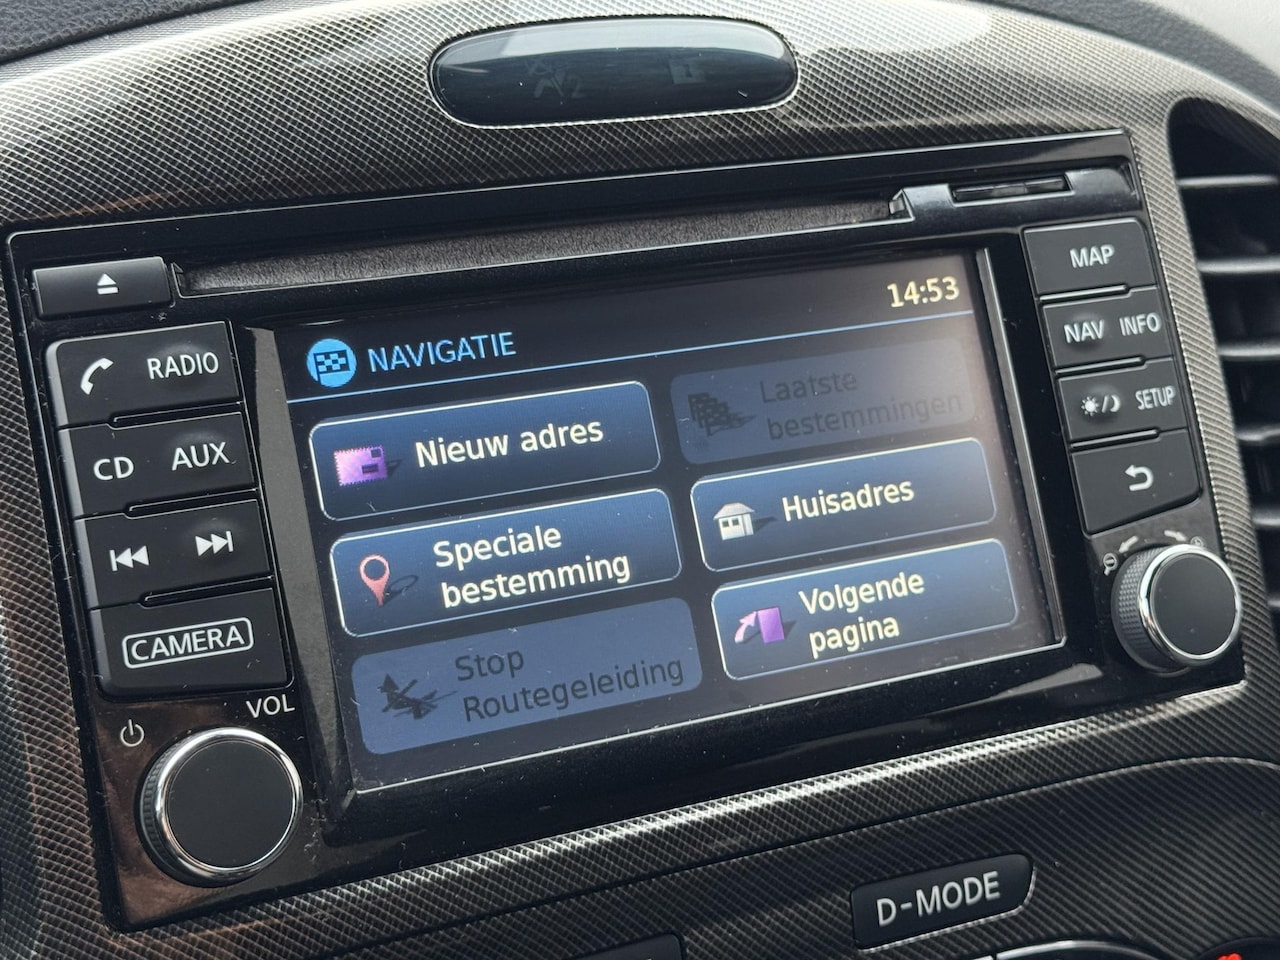 MAP
14:53
NAV INFO
RADIO
NAVIGATIE
SETUP
CD AUX
Nieuw adres
Laatste
bestemmingen
Speciale
bestemming
Huisadres
CAMERA
Stop
Routegeleiding
Volgende
pagina
VOL
D-MODE